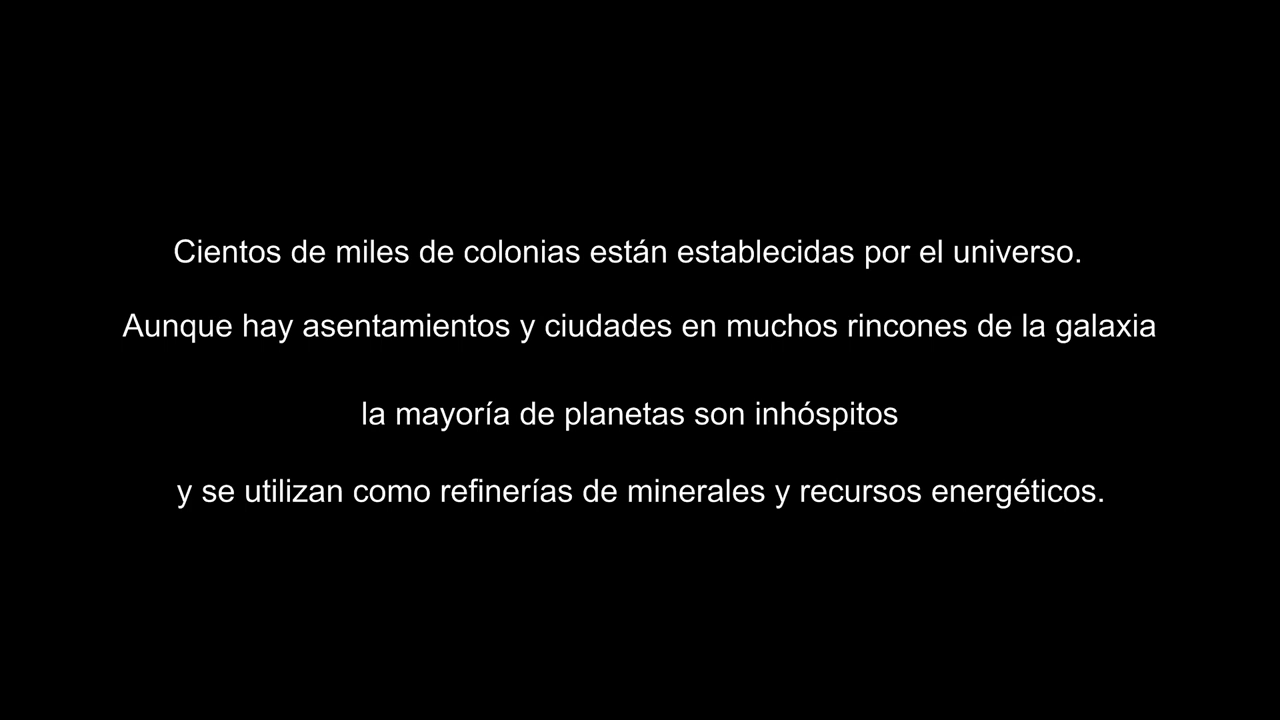 Cientos de miles de colonias están establecidas por el universo.
Aunque hay asentamientos y ciudades en muchos rincones de la galaxia
la mayoría de planetas son inhóspitos
y se utilizan como refinerías de minerales y recursos energéticos.